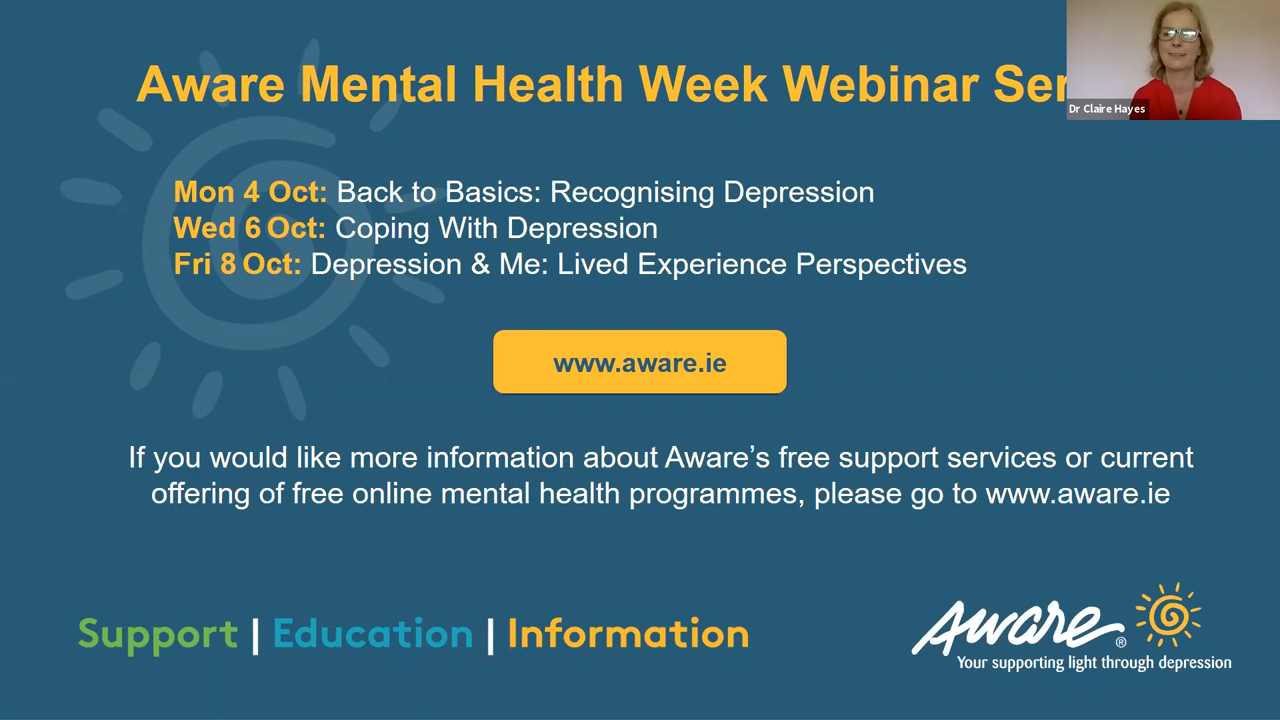 Aware Mental Health Week Webinar Ser
Dr Claire Hayes
Mon 4 Oct: Back to Basics: Recognising Depression
Wed 6 Oct: Coping With Depression
Fri 8 Oct: Depression & Me: Lived Experience Perspectives
www.aware.ie
If you would like more information about Aware’s free support services or current
offering of free online mental health programmes, please go to www.aware.ie
Support | Education | Information
Aware®
Your supporting light through depression